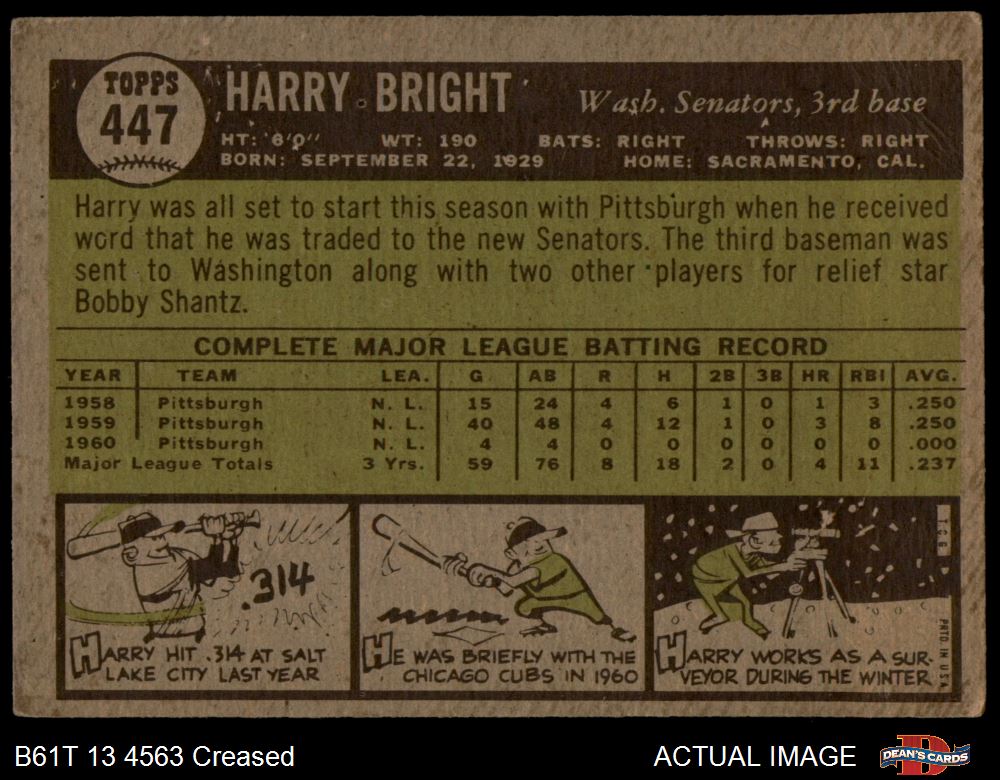 TOPPS
447
HARRY BRIGHT
Wash. Senators, 3rd base
HT: 6'0" WT: 190 BATS: RIGHT THROWS: RIGHT
BORN: SEPTEMBER 22, 1929 HOME: SACRAMENTO, CAL.
Harry was all set to start this season with Pittsburgh when he received
word that he was traded to the new Senators. The third baseman was
sent to Washington along with two other players for relief star
Bobby Shantz.
COMPLETE MAJOR LEAGUE BATTING RECORD
YEAR TEAM LEA. G AB R H 2B 3B HR RBI AVG.
1958 Pittsburgh N. L. 15 24 4 6 1 0 1 3 .250
1959 Pittsburgh N. L. 40 48 4 12 1 0 3 8 .250
1960 Pittsburgh N. L. 4 4 0 0 0 0 0 0 .000
Major League Totals 3 Yrs. 59 76 8 18 2 0 4 11 .237
.314
HARRY HIT .314 AT SALT
LAKE CITY LAST YEAR
HE WAS BRIEFLY WITH THE
CHICAGO CUBS IN 1960
HARRY WORKS AS A SUR-
VEYOR DURING THE WINTER
T.C.G.
PRTD IN USA
B61T 13 4563 Creased
ACTUAL IMAGE
DEAN'S CARDS